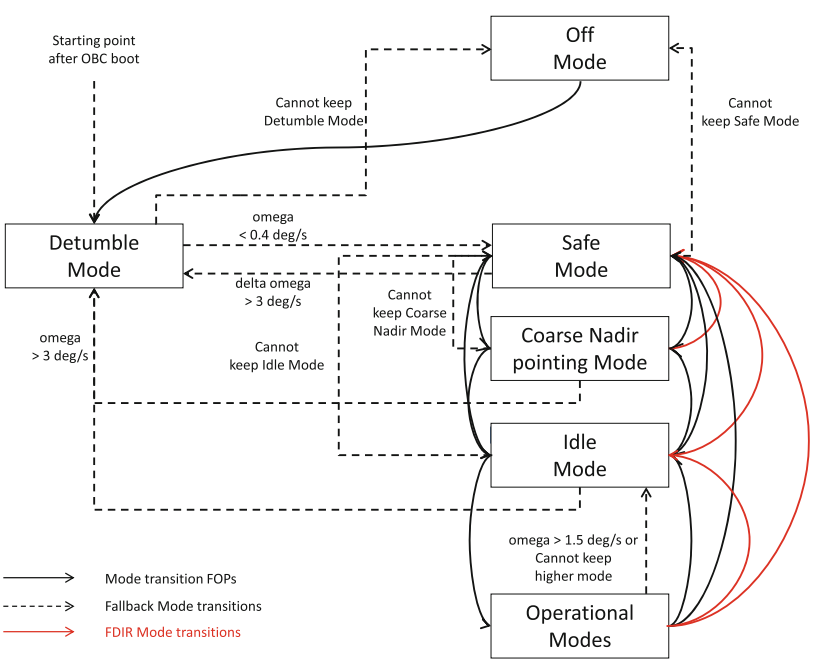 Starting point
after OBC boot
Off
Mode
Cannot keep
Detumble Mode
Cannot
keep Safe Mode
omega
< 0.4 deg/s
Detumble
Mode
Safe
Mode
delta omega
> 3 deg/s
Cannot
keep Coarse
Nadir Mode
omega
> 3 deg/s
Cannot
keep Idle Mode
Coarse Nadir
pointing Mode
Idle
Mode
omega > 1.5 deg/s or
Cannot keep
higher mode
Operational
Modes
Mode transition FOPs
Fallback Mode transitions
FDIR Mode transitions